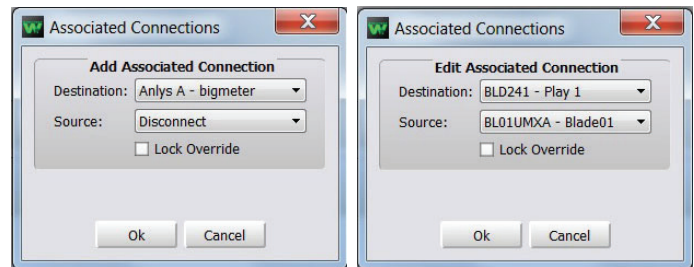 Associated Connections
Add Associated Connection
Destination: Anlys A - bigmeter
Source: Disconnect
Lock Override
Ok Cancel
Associated Connections
Edit Associated Connection
Destination: BLD241 - Play 1
Source: BL01UMXA - Blade01
Lock Override
Ok Cancel